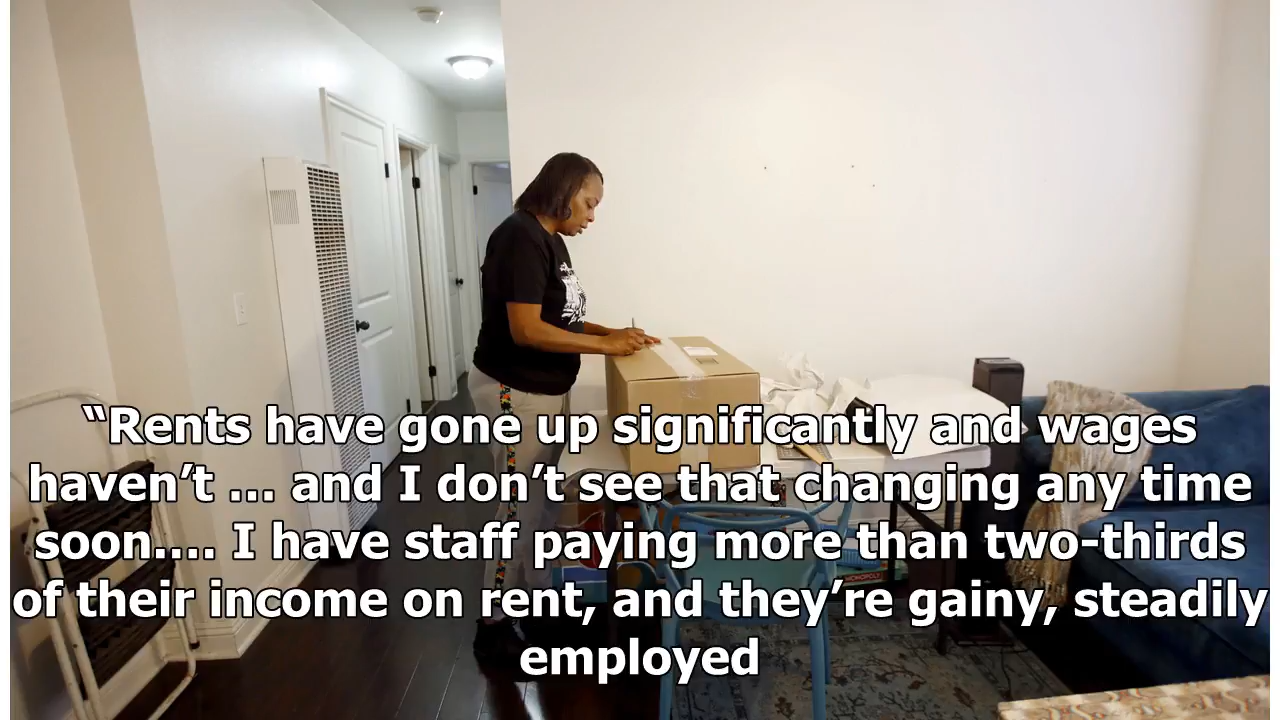 “Rents have gone up significantly and wages
haven’t ... and I don’t see that changing any time
soon.... I have staff paying more than two-thirds
of their income on rent, and they’re gainy, steadily
employed
MONOPOLY